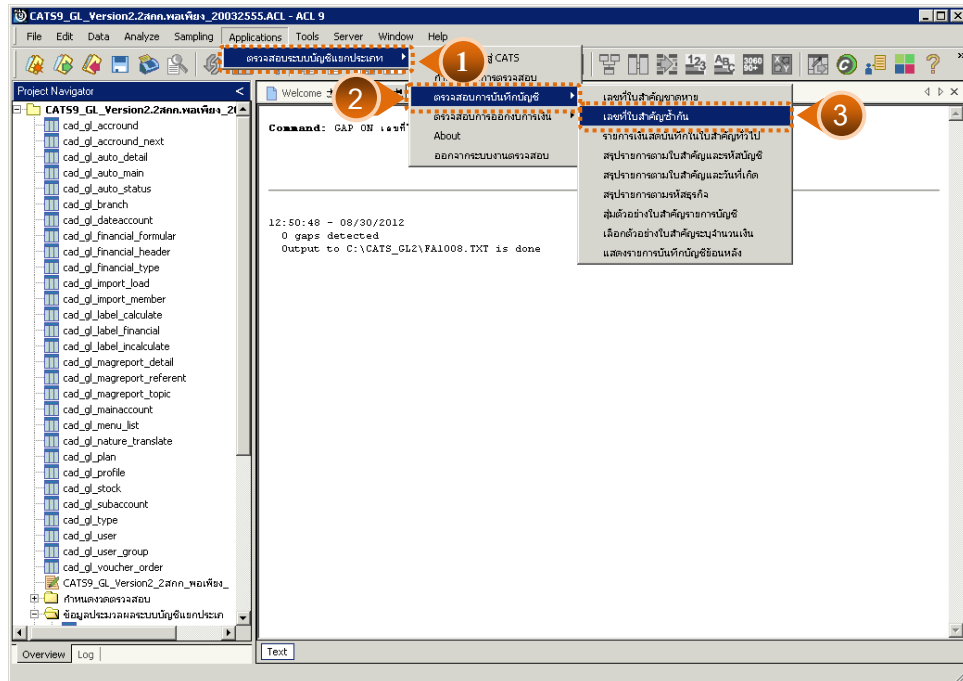 CATS9_GL_Version2.2สกก.พอเพียง_20032555.ACL - ACL 9
File Edit Data Analyze Sampling Applications Tools Server Window Help
ตรวจสอบระบบบัญชีแยกประเภท
1
สู่ CATS
การตรวจสอบ
2
ตรวจสอบการบันทึกบัญชี
ตรวจสอบการออกงบการเงิน
About
ออกจากระบบงานตรวจสอบ
เลขที่ใบสำคัญขาดหาย
เลขที่ใบสำคัญซ้ำกัน
3
รายการเงินสดบันทึกในใบสำคัญทั่วไป
สรุปรายการตามใบสำคัญและรหัสบัญชี
สรุปรายการตามใบสำคัญและวันที่เกิด
สรุปรายการตามรหัสธุรกิจ
สุ่มตัวอย่างใบสำคัญรายการบัญชี
เลือกตัวอย่างใบสำคัญระบุจำนวนเงิน
แสดงรายการบันทึกบัญชีย้อนหลัง
Project Navigator
Welcome
Command: GAP ON เลขที่
12:50:48 - 08/30/2012
0 gaps detected
Output to C:\CATS_GL2\FA1008.TXT is done
CATS9_GL_Version2.2สกก.พอเพียง_2
cad_gl_accround
cad_gl_accround_next
cad_gl_auto_detail
cad_gl_auto_main
cad_gl_auto_status
cad_gl_branch
cad_gl_dateaccount
cad_gl_financial_formular
cad_gl_financial_header
cad_gl_financial_type
cad_gl_import_load
cad_gl_import_member
cad_gl_label_calculate
cad_gl_label_financial
cad_gl_label_incalculate
cad_gl_magreport_detail
cad_gl_magreport_referent
cad_gl_magreport_topic
cad_gl_mainaccount
cad_gl_menu_list
cad_gl_nature_translate
cad_gl_plan
cad_gl_profile
cad_gl_stock
cad_gl_subaccount
cad_gl_type
cad_gl_user
cad_gl_user_group
cad_gl_voucher_order
CATS9_GL_Version2_2สกก_พอเพียง_
กำหนดงวดตรวจสอบ
ข้อมูลประมวลผลระบบบัญชีแยกประเภ
Overview Log
Text